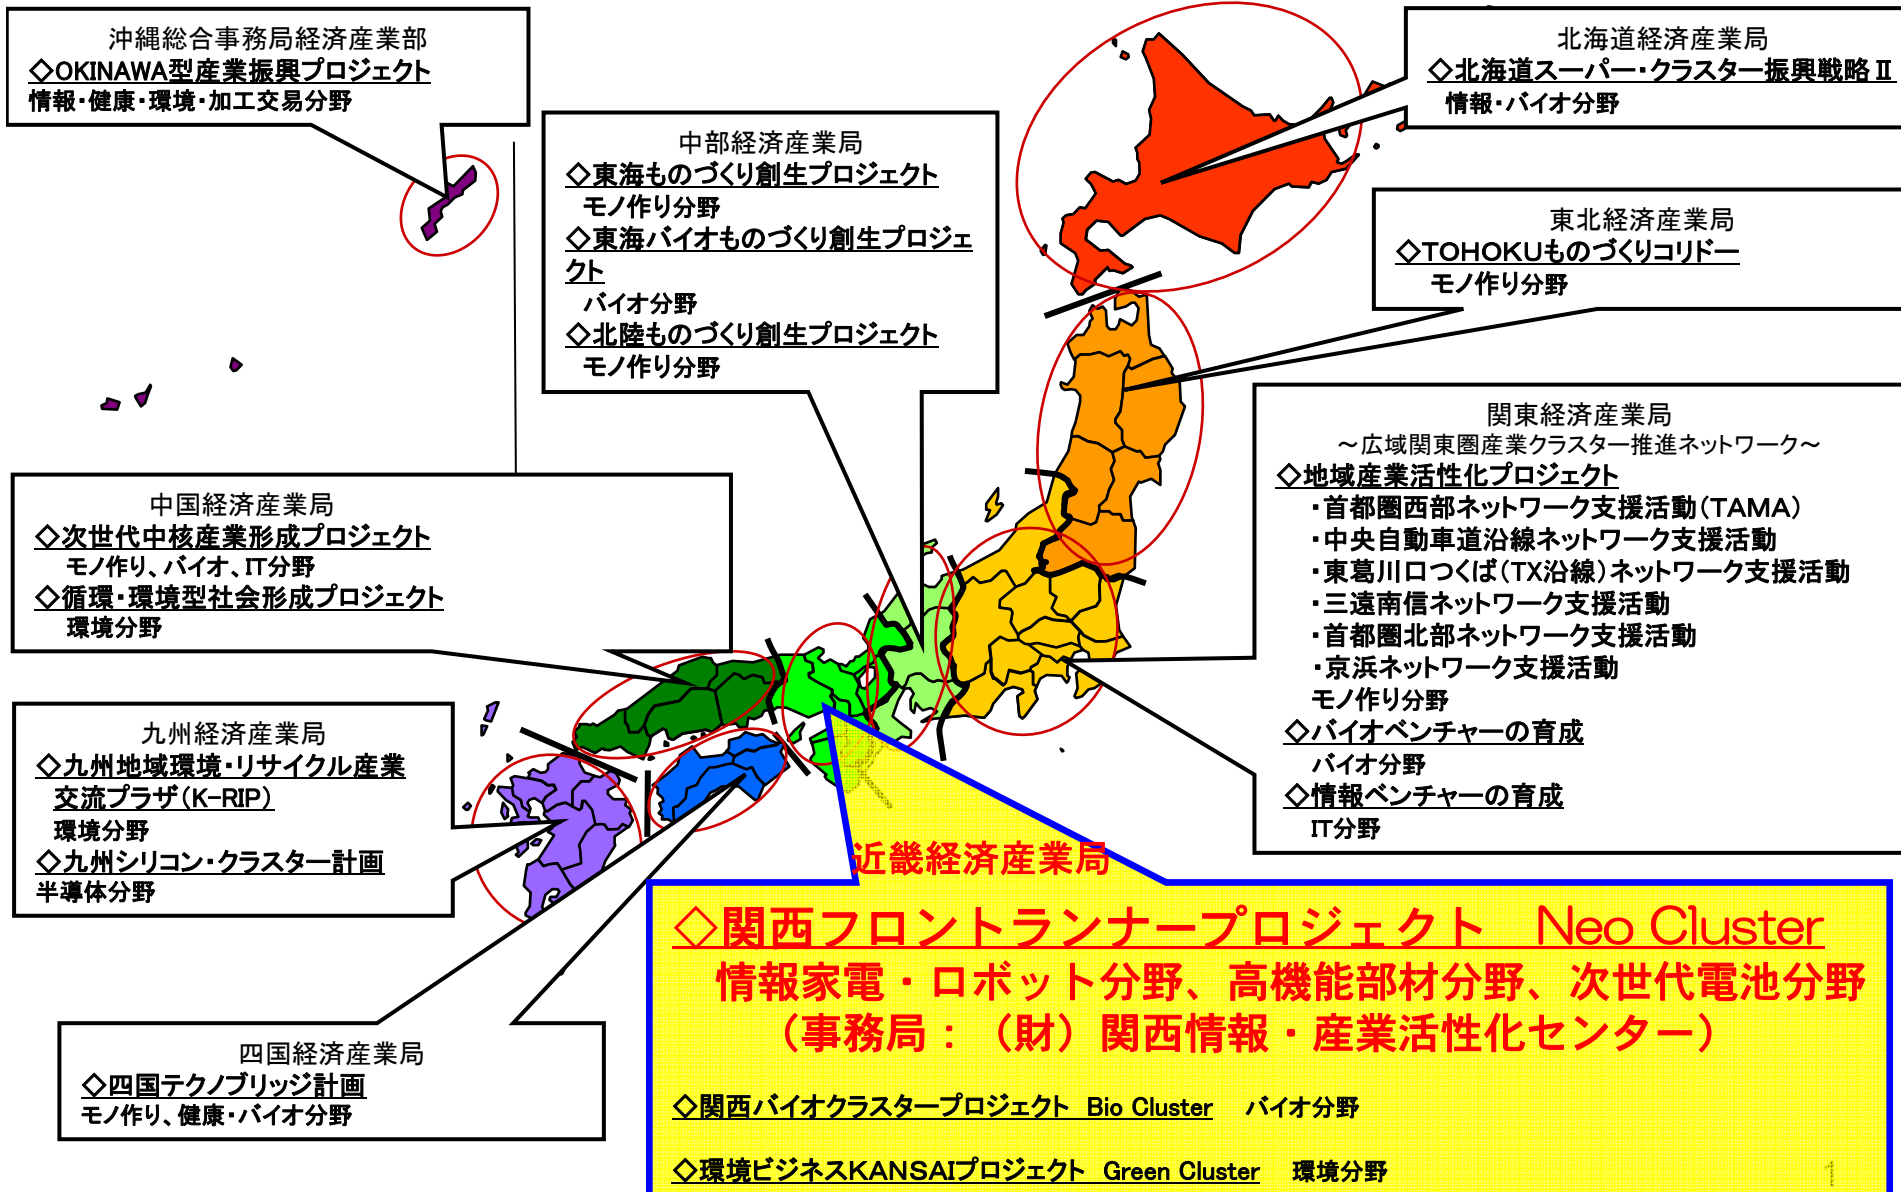 沖縄総合事務局経済産業部
◇OKINAWA型産業振興プロジェクト
情報・健康・環境・加工交易分野
北海道経済産業局
◇北海道スーパー・クラスター振興戦略Ⅱ
情報・バイオ分野
中部経済産業局
◇東海ものづくり創生プロジェクト
モノ作り分野
◇東海バイオものづくり創生プロジェ
クト
バイオ分野
◇北陸ものづくり創生プロジェクト
モノ作り分野
東北経済産業局
◇TOHOKUものづくりコリドー
モノ作り分野
関東経済産業局
～広域関東圏産業クラスター推進ネットワーク～
◇地域産業活性化プロジェクト
・首都圏西部ネットワーク支援活動(TAMA)
・中央自動車道沿線ネットワーク支援活動
・東葛川口つくば(TX沿線)ネットワーク支援活動
・三遠南信ネットワーク支援活動
・首都圏北部ネットワーク支援活動
・京浜ネットワーク支援活動
モノ作り分野
◇バイオベンチャーの育成
バイオ分野
◇情報ベンチャーの育成
IT分野
中国経済産業局
◇次世代中核産業形成プロジェクト
モノ作り、バイオ、IT分野
◇循環・環境型社会形成プロジェクト
環境分野
九州経済産業局
◇九州地域環境・リサイクル産業
交流プラザ(K-RIP)
環境分野
◇九州シリコン・クラスター計画
半導体分野
四国経済産業局
◇四国テクノブリッジ計画
モノ作り、健康・バイオ分野
近畿経済産業局
◇関西フロントランナープロジェクト Neo Cluster
情報家電・ロボット分野、高機能部材分野、次世代電池分野
（事務局：（財）関西情報・産業活性化センター）
◇関西バイオクラスタープロジェクト Bio Cluster バイオ分野
◇環境ビジネスKANSAIプロジェクト Green Cluster 環境分野
1